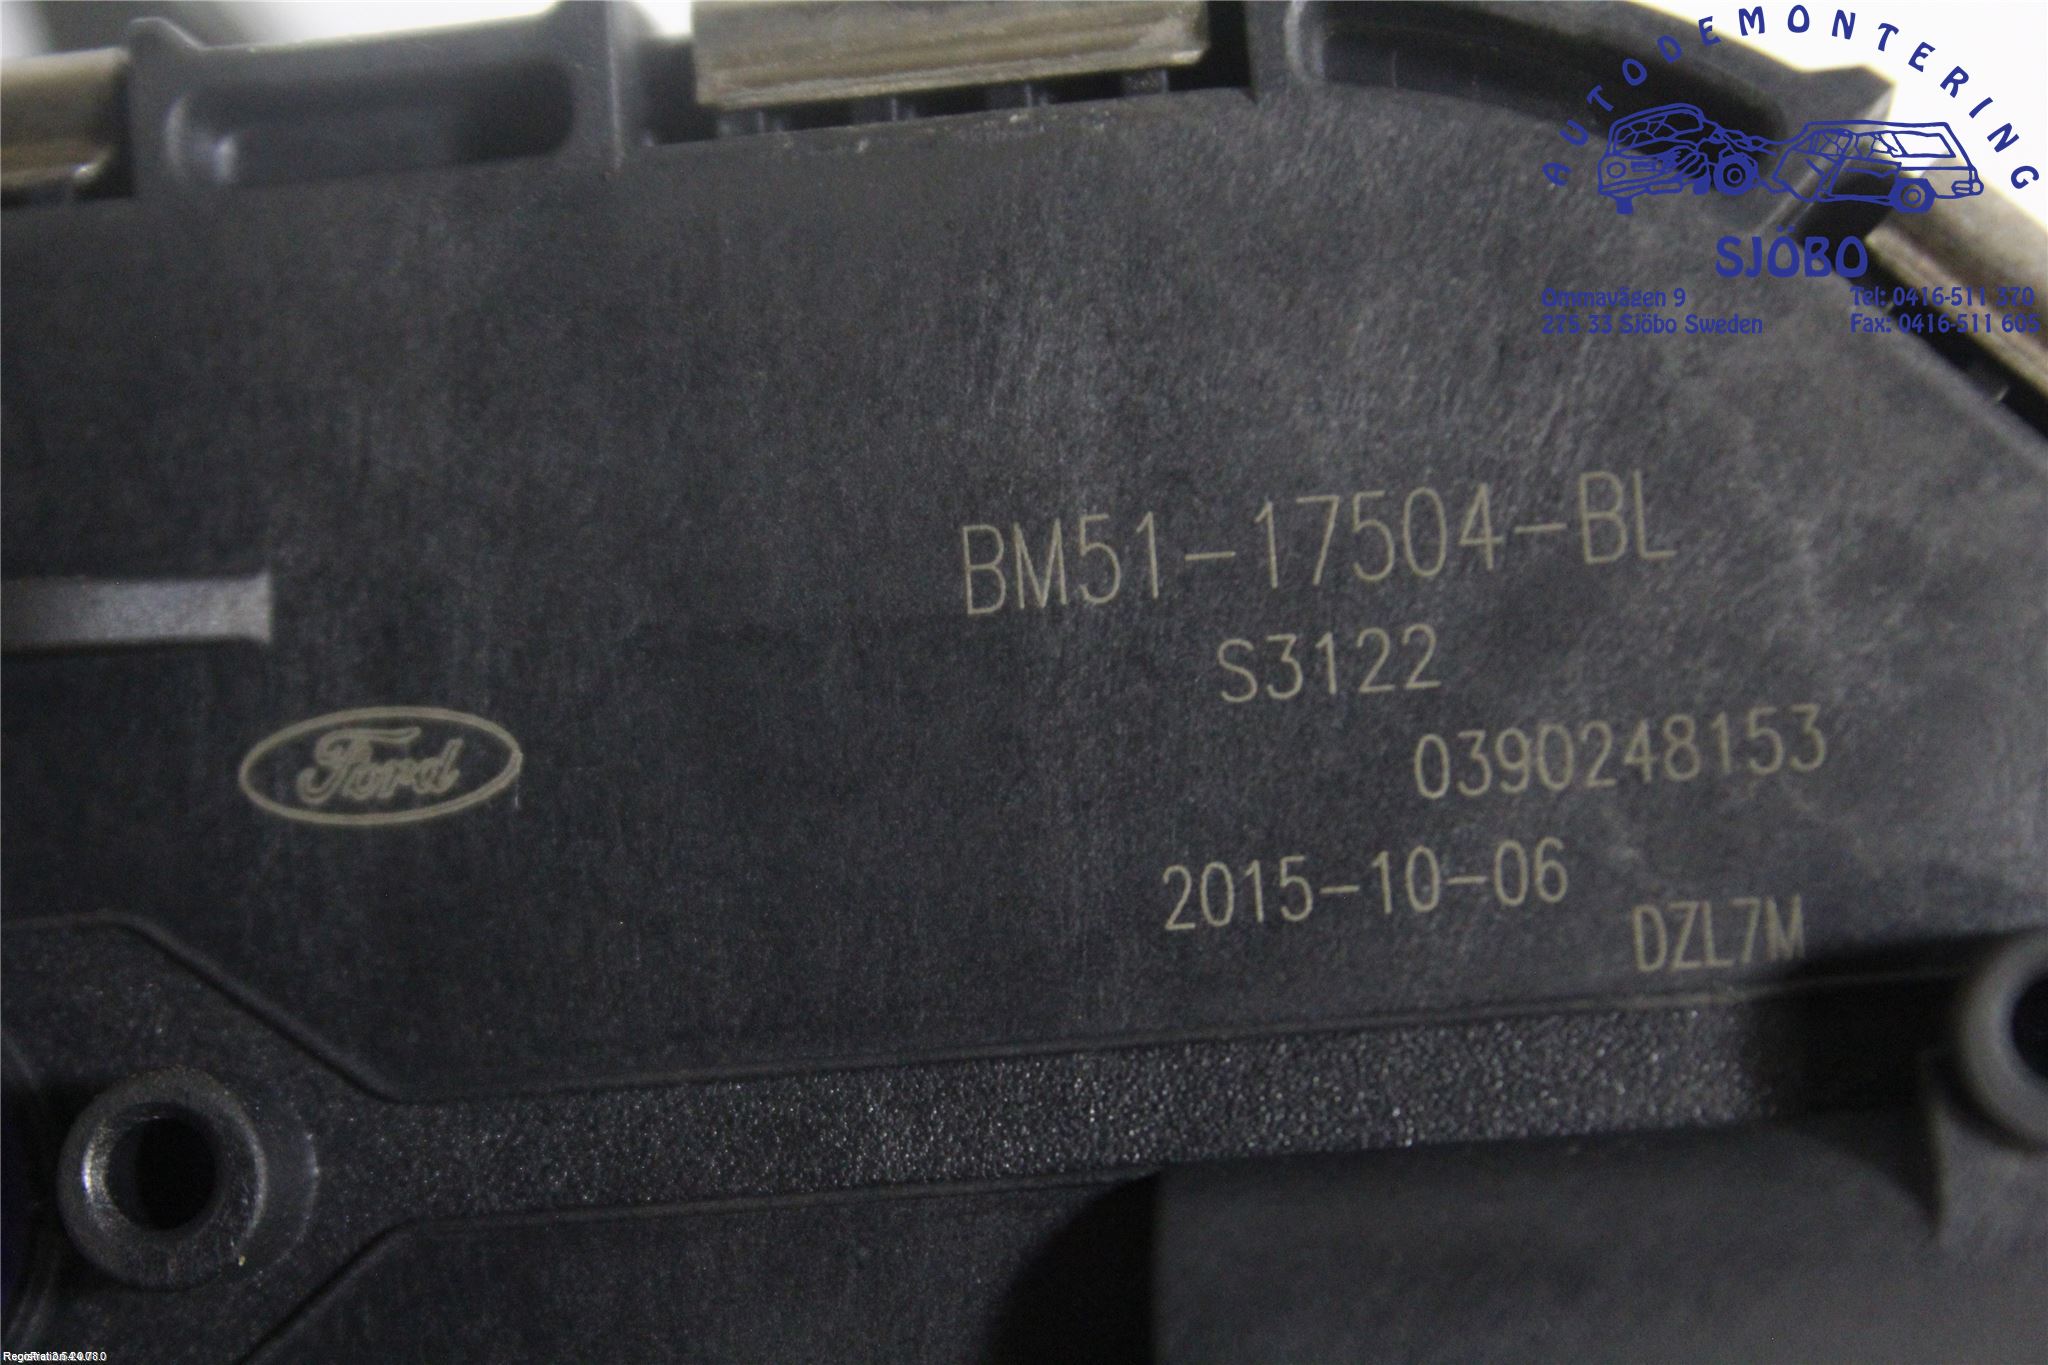 AUTODEMONTERING
SJÖBO
Ommavägen 9
275 33 Sjöbo Sweden
Tel: 0416-511 370
Fax: 0416-511 605
BM51-17504-BL
S3122
0390248153
2015-10-06
DZL7M
Ford